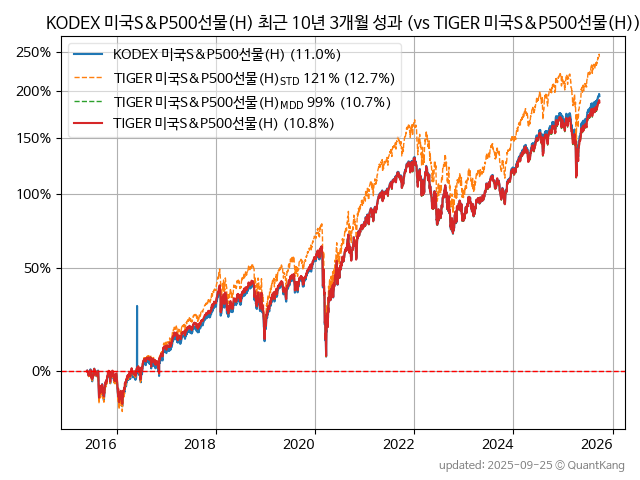 KODEX 미국S&P500선물(H) 최근 10년 3개월 성과 (vs TIGER 미국S&P500선물(H))
250%
200%
150%
100%
50%
0%
KODEX 미국S&P500선물(H) (11.0%)
TIGER 미국S&P500선물(H)STD 121% (12.7%)
TIGER 미국S&P500선물(H)MDD 99% (10.7%)
TIGER 미국S&P500선물(H) (10.8%)
2016 2018 2020 2022 2024 2026
updated: 2025-09-25 © QuantKang